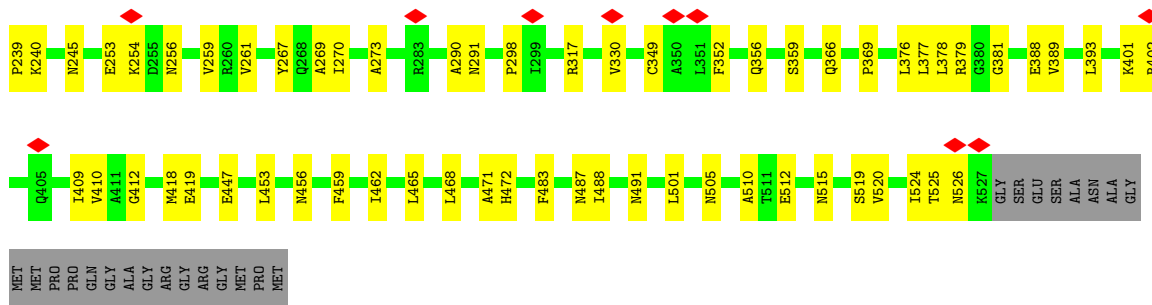 P239 K240 N245 E253 K254 D255 N256 V259 R260 V261 Y267 Q268 A269 I270 A273 R283 A290 N291 P298 I299 R317 V330 C349 A350 L351 F352 Q356 S359 Q366 P369 L376 L377 L378 R379 G380 G381 E388 V389 L393 K401
Q405 I409 V410 A411 G412 M418 E419 E447 L453 N456 F459 I462 L465 L468 A471 H472 F483 N487 I488 N491 L501 N505 A510 T511 E512 N515 S519 V520 I524 T525 N526 K527 GLY SER GLU SER ALA ASN ALA GLY
MET MET PRO PRO GLN GLY ALA GLY ARG GLY ARG GLY MET PRO MET